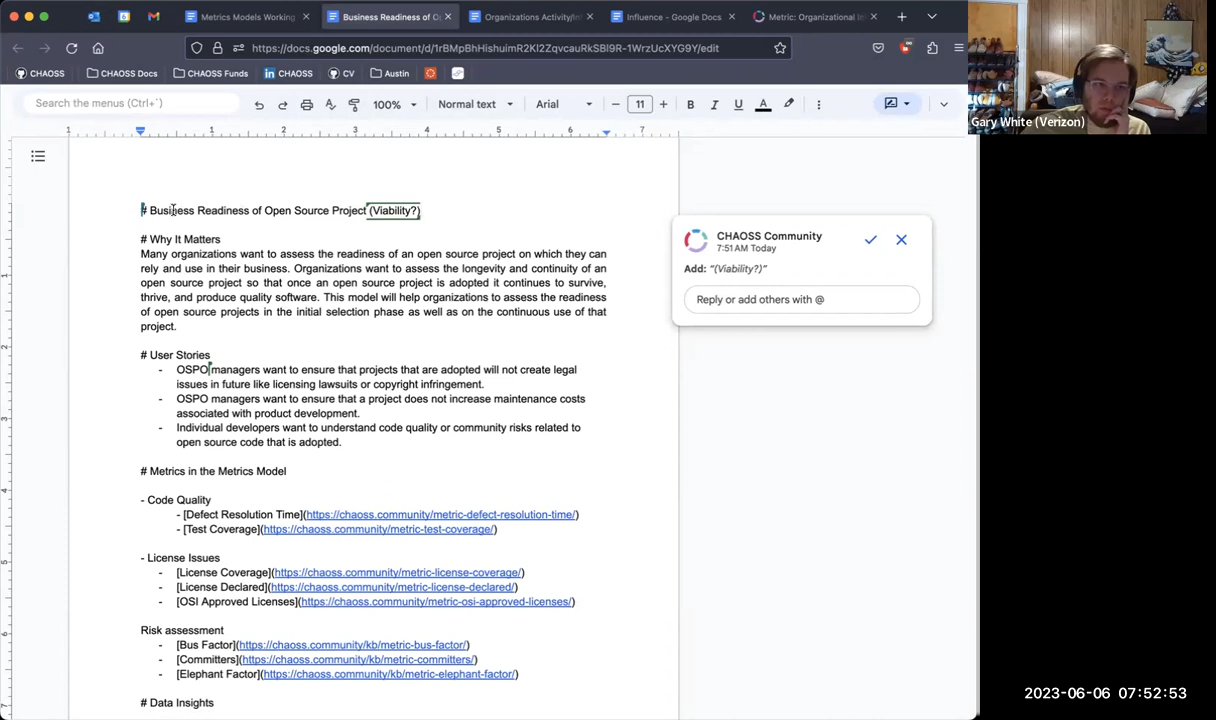 Metrics Models Working
Business Readiness of O
Organizations Activity/In
Influence - Google Docs
Metric: Organizational In
https://docs.google.com/document/d/1rBMpBhHishuimR2Kl2ZqvcauRkSBl9R-1WrzUcXYG9Y/edit
CHAOSS
CHAOSS Docs
CHAOSS Funds
in CHAOSS
CV
Austin
Search the menus (Ctrl+`)
100%
Normal text
Arial
11
B
I
U
A
1 1 2 3 4 5 6 7
# Business Readiness of Open Source Project (Viability?)
# Why It Matters
Many organizations want to assess the readiness of an open source project on which they can
rely and use in their business. Organizations want to assess the longevity and continuity of an
open source project so that once an open source project is adopted it continues to survive,
thrive, and produce quality software. This model will help organizations to assess the readiness
of open source projects in the initial selection phase as well as on the continuous use of that
project.
# User Stories
- OSPO managers want to ensure that projects that are adopted will not create legal
issues in future like licensing lawsuits or copyright infringement.
- OSPO managers want to ensure that a project does not increase maintenance costs
associated with product development.
- Individual developers want to understand code quality or community risks related to
open source code that is adopted.
# Metrics in the Metrics Model
- Code Quality
- [Defect Resolution Time](https://chaoss.community/metric-defect-resolution-time/)
- [Test Coverage](https://chaoss.community/metric-test-coverage/)
- License Issues
- [License Coverage](https://chaoss.community/metric-license-coverage/)
- [License Declared](https://chaoss.community/metric-license-declared/)
- [OSI Approved Licenses](https://chaoss.community/metric-osi-approved-licenses/)
Risk assessment
- [Bus Factor](https://chaoss.community/kb/metric-bus-factor/)
- [Committers](https://chaoss.community/kb/metric-committers/)
- [Elephant Factor](https://chaoss.community/kb/metric-elephant-factor/)
# Data Insights
CHAOSS Community
7:51 AM Today
Add: "(Viability?)"
Reply or add others with @
Gary White (Verizon)
2023-06-06 07:52:53